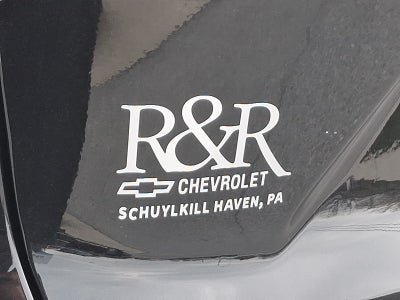 R&R
CHEVROLET
SCHUYLKILL HAVEN, PA